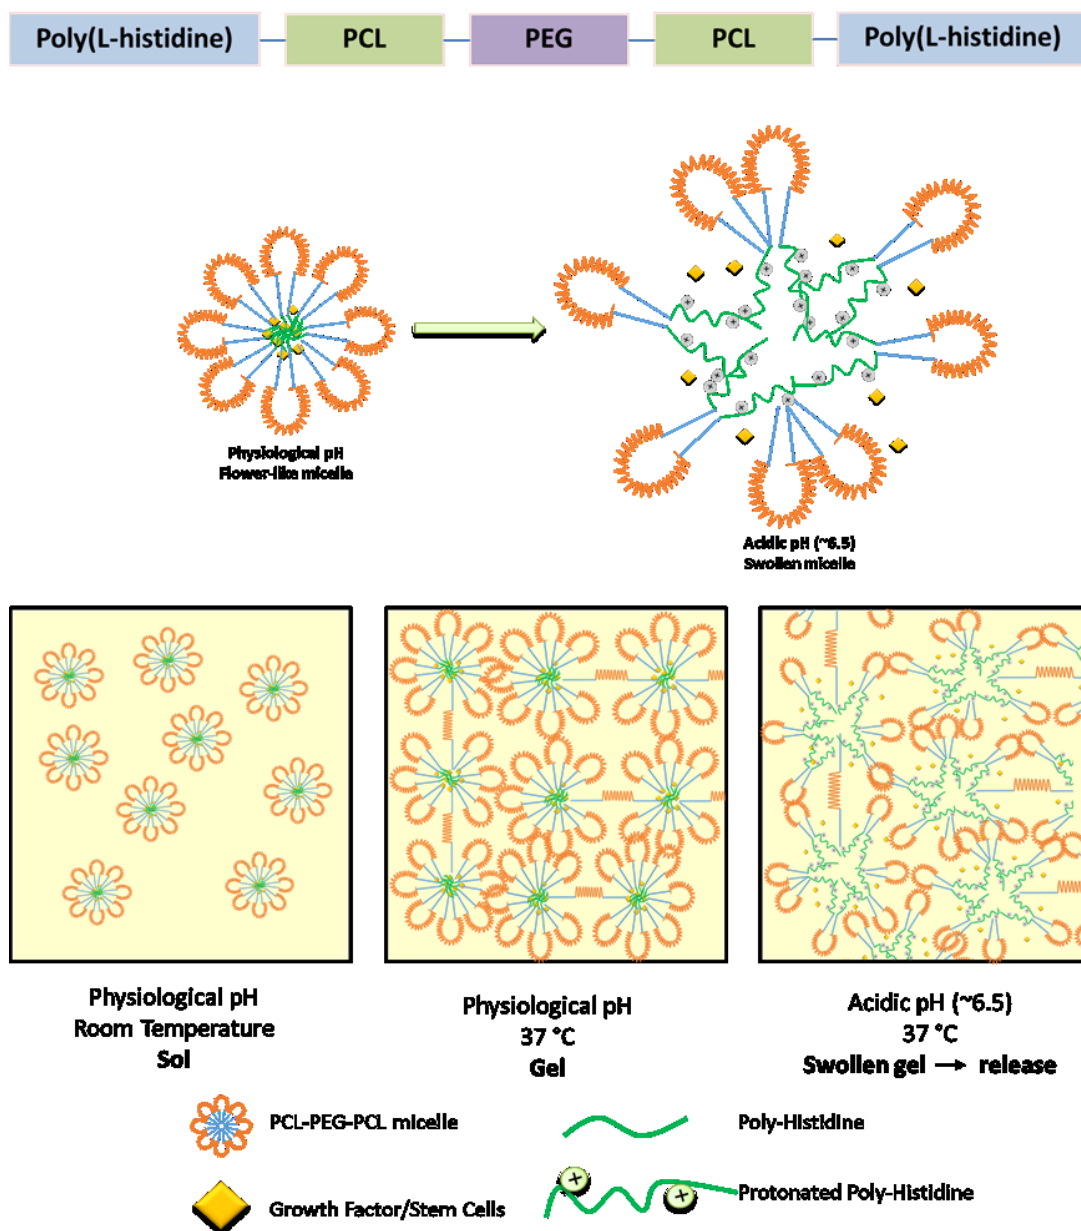 Poly(L-histidine)
PCL
PEG
PCL
Poly(L-histidine)
Physiological pH
Flower-like micelle
Acidic pH (~6.5)
Swollen micelle
Physiological pH
Room Temperature
Sol
Physiological pH
37 °C
Gel
Acidic pH (~6.5)
37 °C
Swollen gel → release
PCL-PEG-PCL micelle
Poly-Histidine
Growth Factor/Stem Cells
Protonated Poly-Histidine